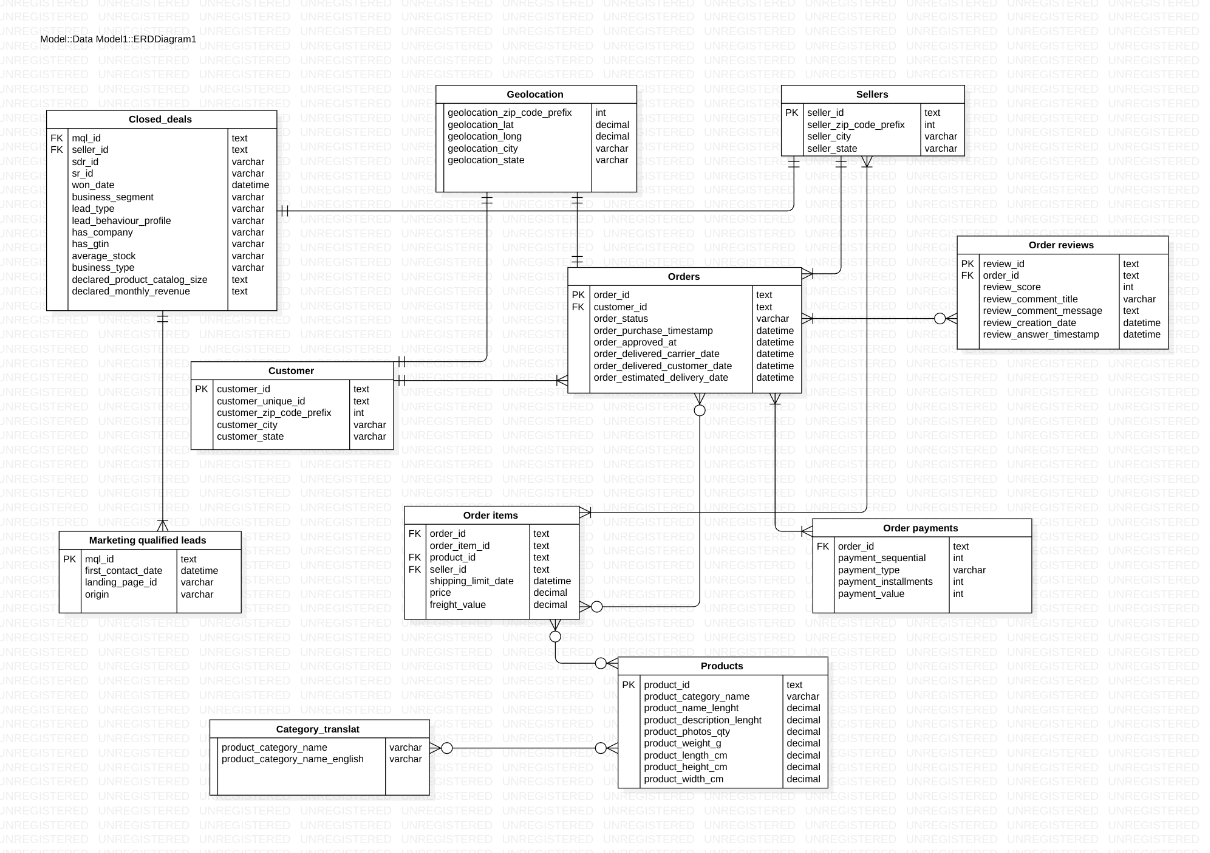 Model::Data Model1::ERDDiagram1
Geolocation
geolocation_zip_code_prefix int
geolocation_lat decimal
geolocation_long decimal
geolocation_city varchar
geolocation_state varchar
Sellers
PK seller_id text
seller_zip_code_prefix int
seller_city varchar
seller_state varchar
Closed_deals
FK mql_id text
FK seller_id text
sdr_id varchar
sr_id varchar
won_date datetime
business_segment varchar
lead_type varchar
lead_behaviour_profile varchar
has_company varchar
has_gtin varchar
average_stock varchar
business_type varchar
declared_product_catalog_size text
declared_monthly_revenue text
Order reviews
PK review_id text
FK order_id text
review_score int
review_comment_title varchar
review_comment_message text
review_creation_date datetime
review_answer_timestamp datetime
Orders
PK order_id text
FK customer_id text
order_status varchar
order_purchase_timestamp datetime
order_approved_at datetime
order_delivered_carrier_date datetime
order_delivered_customer_date datetime
order_estimated_delivery_date datetime
Customer
PK customer_id text
customer_unique_id text
customer_zip_code_prefix int
customer_city varchar
customer_state varchar
Order items
FK order_id text
order_item_id text
FK product_id text
FK seller_id text
shipping_limit_date datetime
price decimal
freight_value decimal
Order payments
FK order_id text
payment_sequential int
payment_type varchar
payment_installments int
payment_value int
Marketing qualified leads
PK mql_id text
first_contact_date datetime
landing_page_id varchar
origin varchar
Products
PK product_id text
product_category_name varchar
product_name_lenght decimal
product_description_lenght decimal
product_photos_qty decimal
product_weight_g decimal
product_length_cm decimal
product_height_cm decimal
product_width_cm decimal
Category_translat
product_category_name varchar
product_category_name_english varchar
UNREGISTERED